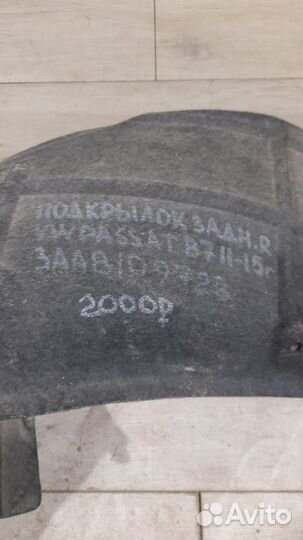 ПОДКРЫЛОК ЗАДН.R
VW PASSAT B7 11-15г
3AA810972B
2000₽
Avito